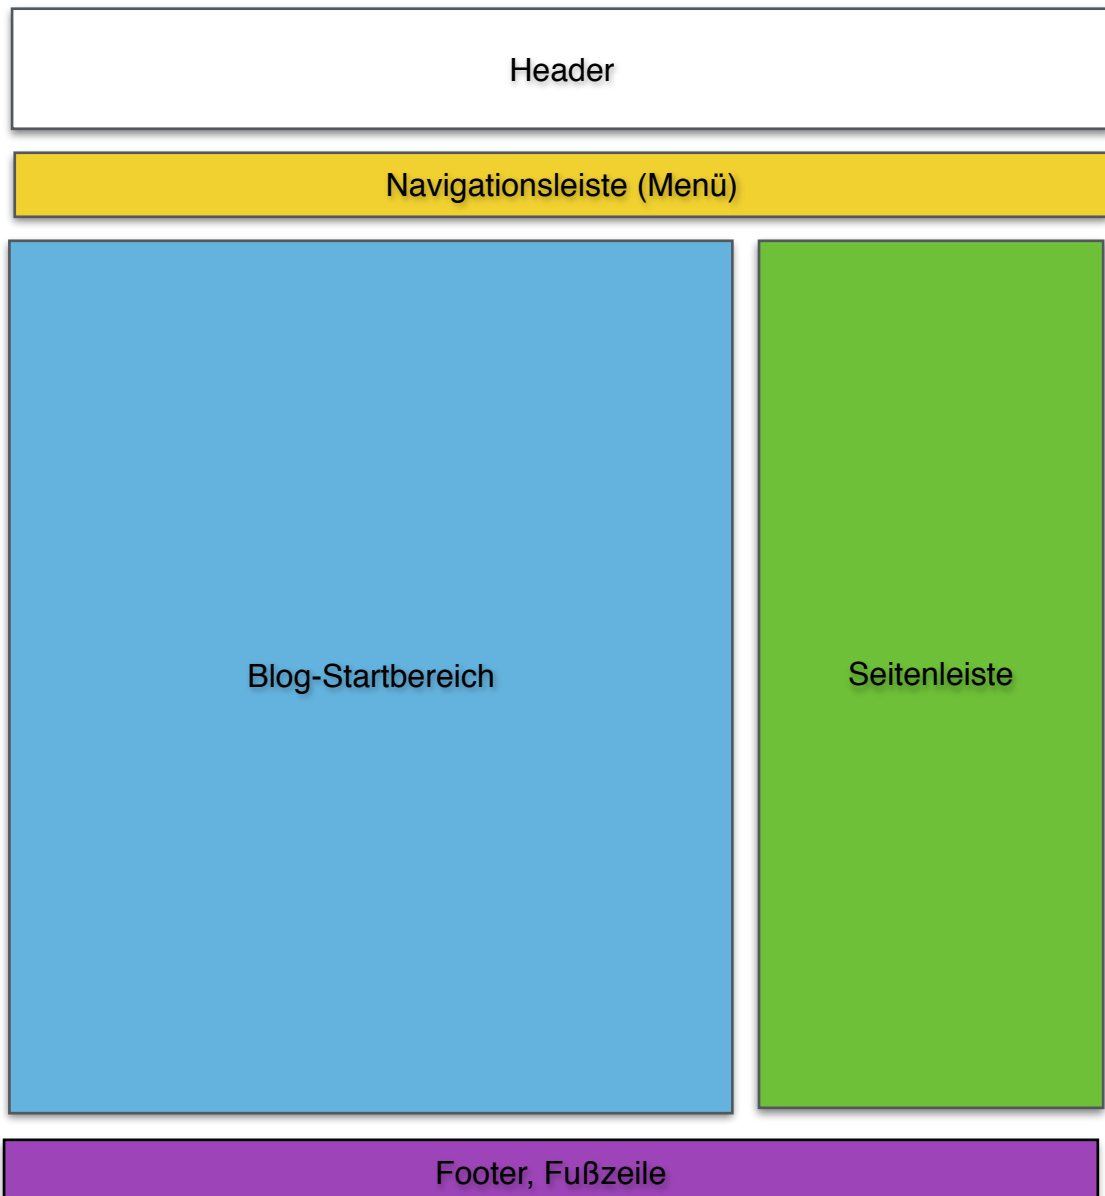 Header
Navigationsleiste (Menü)
Blog-Startbereich
Seitenleiste
Footer, Fußzeile